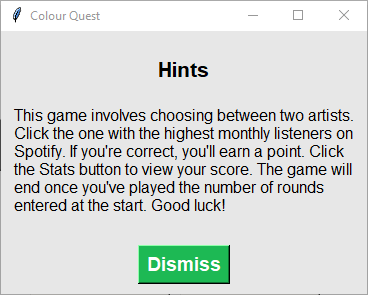 Colour Quest
Hints
This game involves choosing between two artists.
Click the one with the highest monthly listeners on
Spotify. If you're correct, you'll earn a point. Click
the Stats button to view your score. The game will
end once you've played the number of rounds
entered at the start. Good luck!
Dismiss